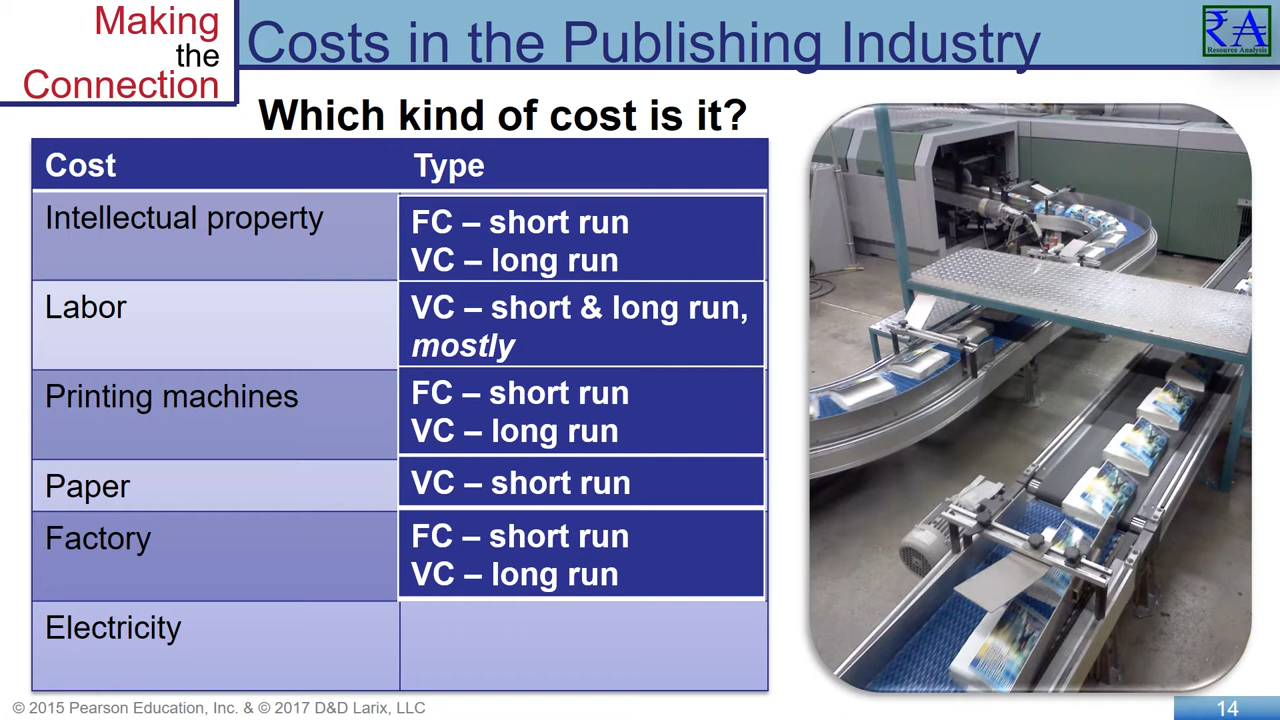 Making
the
Connection
Costs in the Publishing Industry
₹ A
Resource Analysis
Which kind of cost is it?
Cost Type
Intellectual property FC – short run
VC – long run
Labor VC – short & long run,
mostly
Printing machines FC – short run
VC – long run
Paper VC – short run
Factory FC – short run
VC – long run
Electricity
© 2015 Pearson Education, Inc. & © 2017 D&D Larix, LLC
14